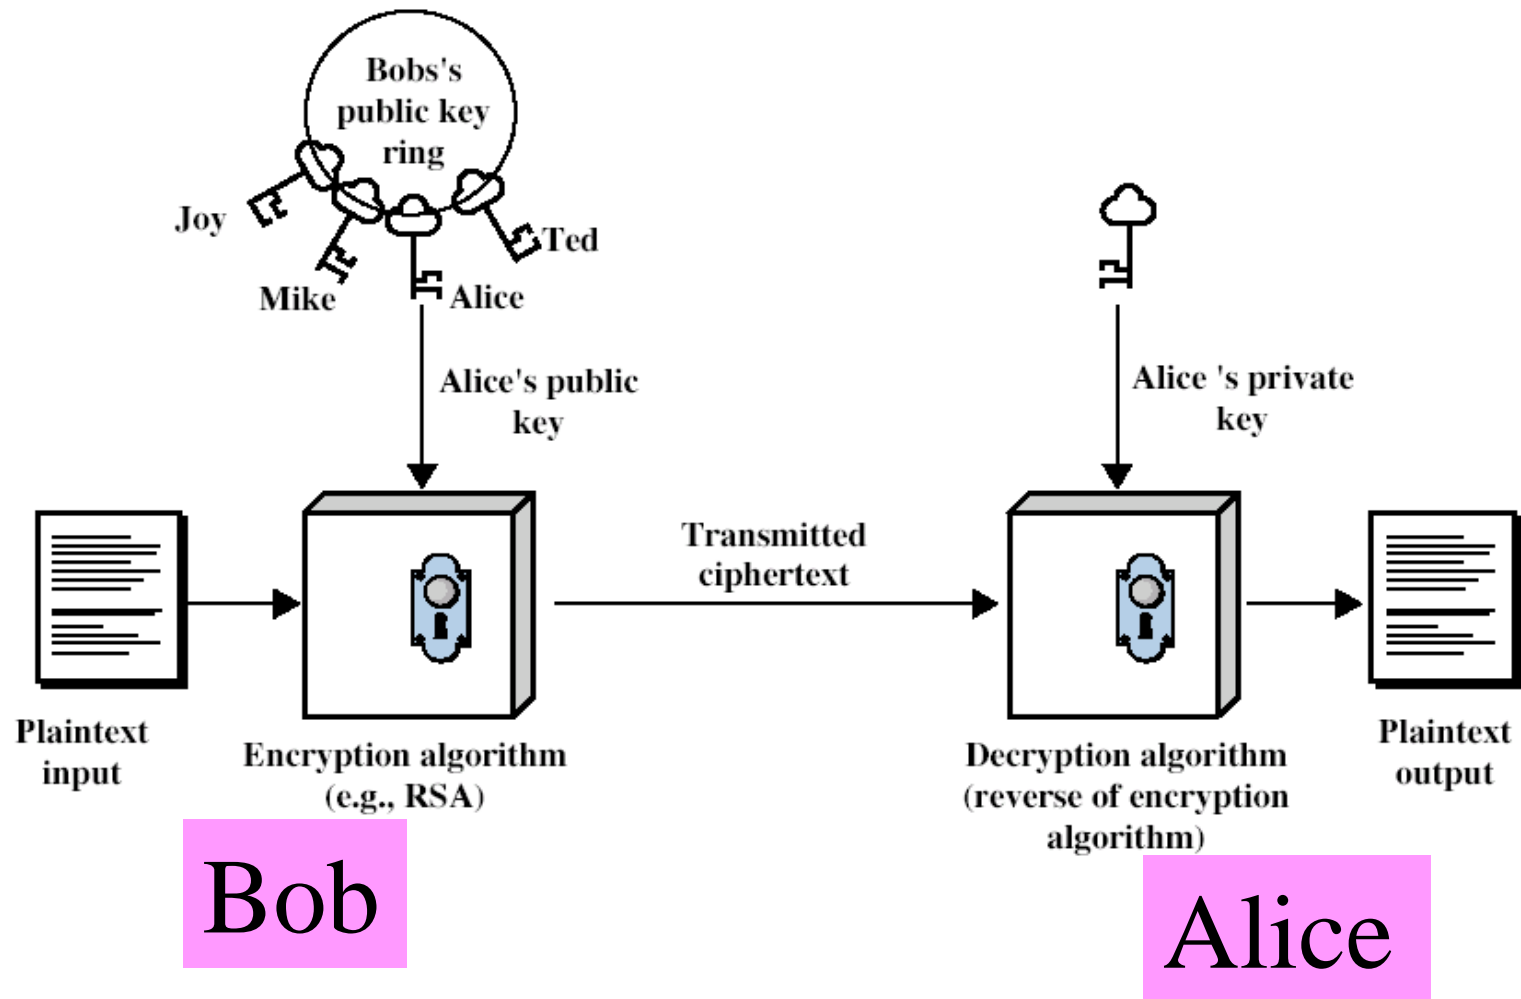 Bobs's
public key
ring
Joy
Mike
Alice
Ted
Alice's public
key
Alice 's private
key
Transmitted
ciphertext
Plaintext
input
Encryption algorithm
(e.g., RSA)
Decryption algorithm
(reverse of encryption
algorithm)
Plaintext
output
Bob
Alice